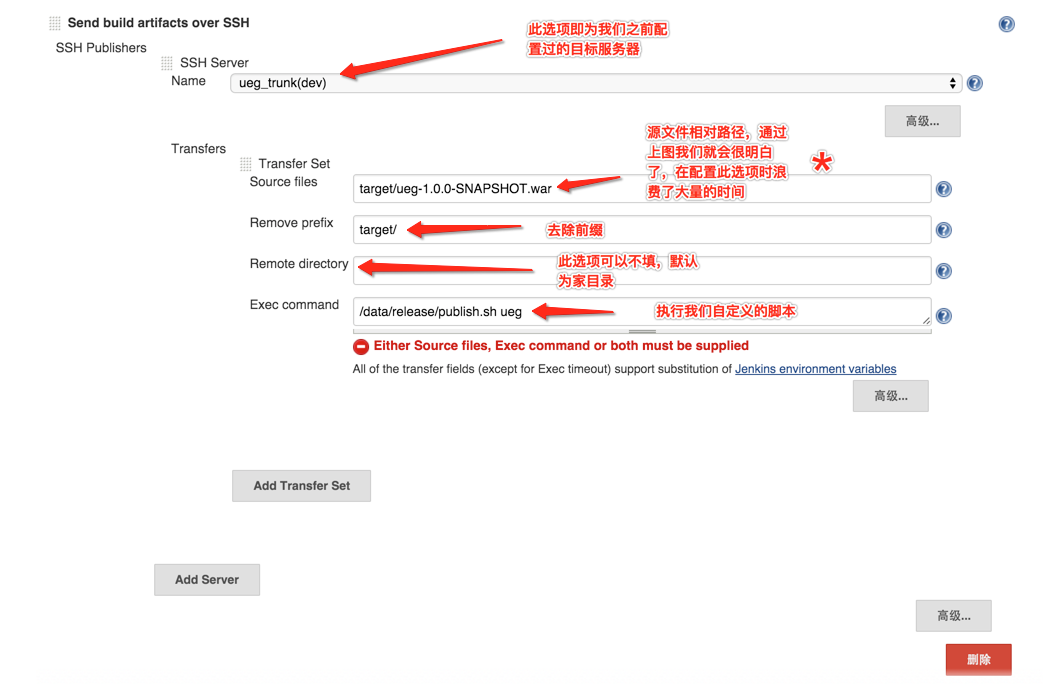 Send build artifacts over SSH
SSH Publishers
此选项即为我们之前配
置过的目标服务器
SSH Server
Name
ueg_trunk(dev)
高级...
Transfers
源文件相对路径，通过
上图我们就会很明白
了，在配置此选项时浪
费了大量的时间
*
Transfer Set
Source files
target/ueg-1.0.0-SNAPSHOT.war
Remove prefix
target/
去除前缀
Remote directory
此选项可以不填，默认
为家目录
Exec command
/data/release/publish.sh ueg
执行我们自定义的脚本
Either Source files, Exec command or both must be supplied
All of the transfer fields (except for Exec timeout) support substitution of Jenkins environment variables
高级...
Add Transfer Set
Add Server
高级...
删除